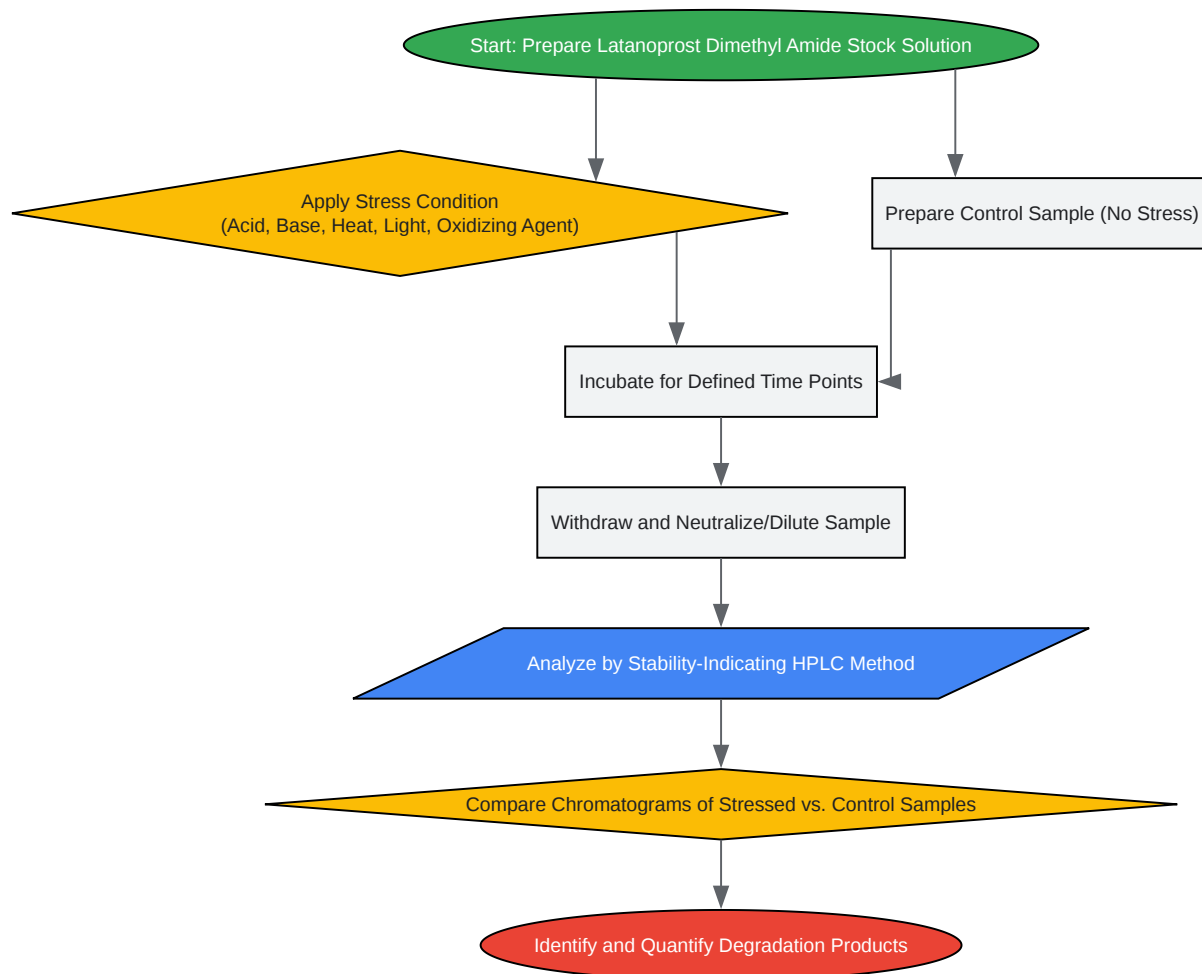 Start: Prepare Latanoprost Dimethyl Amide Stock Solution
Apply Stress Condition
(Acid, Base, Heat, Light, Oxidizing Agent)
Prepare Control Sample (No Stress)
Incubate for Defined Time Points
Withdraw and Neutralize/Dilute Sample
Analyze by Stability-Indicating HPLC Method
Compare Chromatograms of Stressed vs. Control Samples
Identify and Quantify Degradation Products